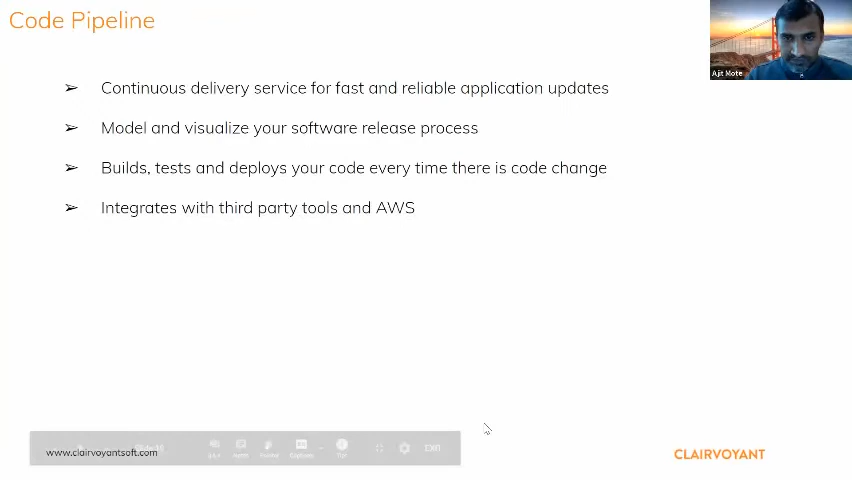 Code Pipeline
Ajit Mote
➢ Continuous delivery service for fast and reliable application updates
➢ Model and visualize your software release process
➢ Builds, tests and deploys your code every time there is code change
➢ Integrates with third party tools and AWS
www.clairvoyantsoft.com
EXIT
CLAIRVOYANT